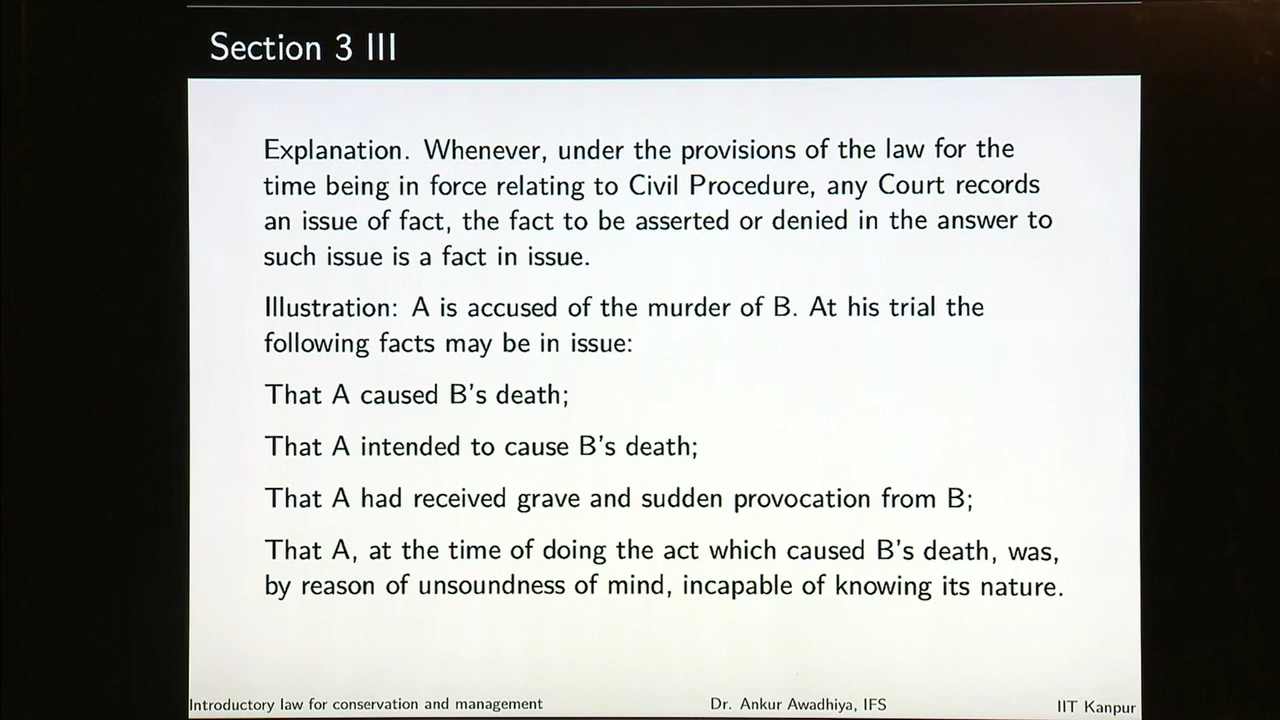 Section 3 III
Explanation. Whenever, under the provisions of the law for the
time being in force relating to Civil Procedure, any Court records
an issue of fact, the fact to be asserted or denied in the answer to
such issue is a fact in issue.
Illustration: A is accused of the murder of B. At his trial the
following facts may be in issue:
That A caused B's death;
That A intended to cause B's death;
That A had received grave and sudden provocation from B;
That A, at the time of doing the act which caused B's death, was,
by reason of unsoundness of mind, incapable of knowing its nature.
Introductory law for conservation and management Dr. Ankur Awadhiya, IFS IIT Kanpur